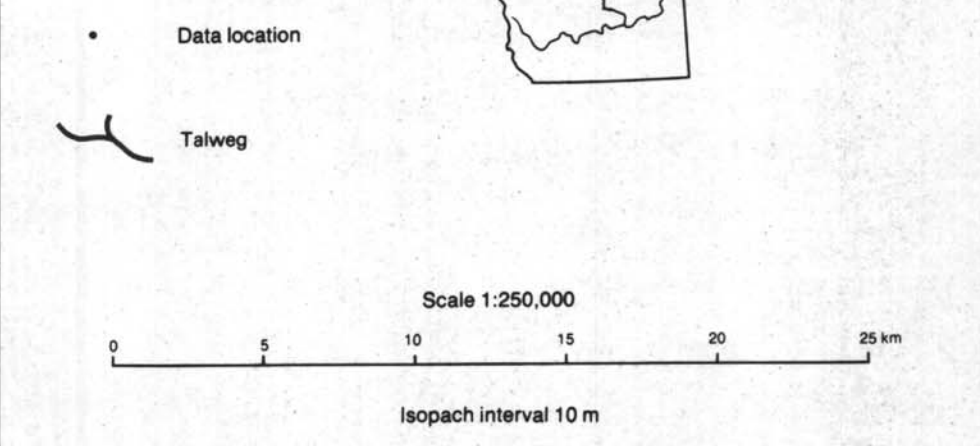 Data location
Talweg
Scale 1:250,000
0 5 10 15 20 25 km
Isopach interval 10 m